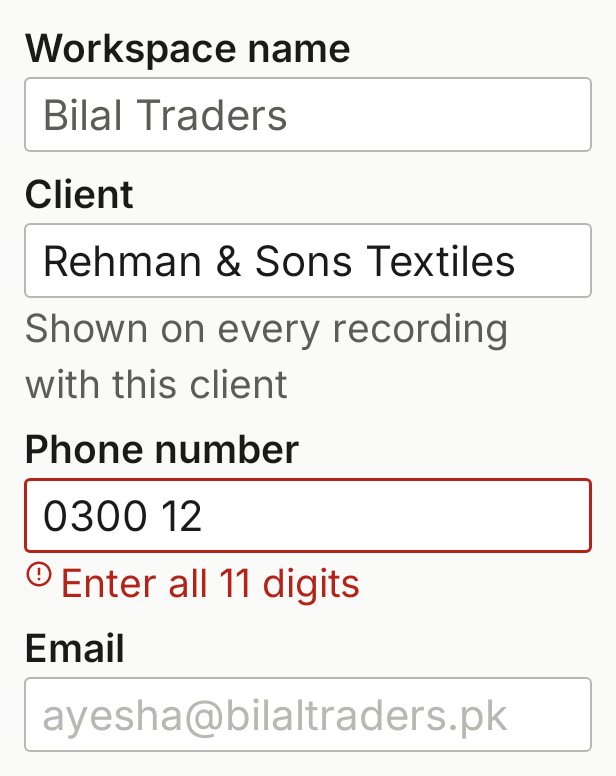 Workspace name
Bilal Traders
Client
Rehman & Sons Textiles
Shown on every recording
with this client
Phone number
0300 12
Enter all 11 digits
Email
ayesha@bilaltraders.pk